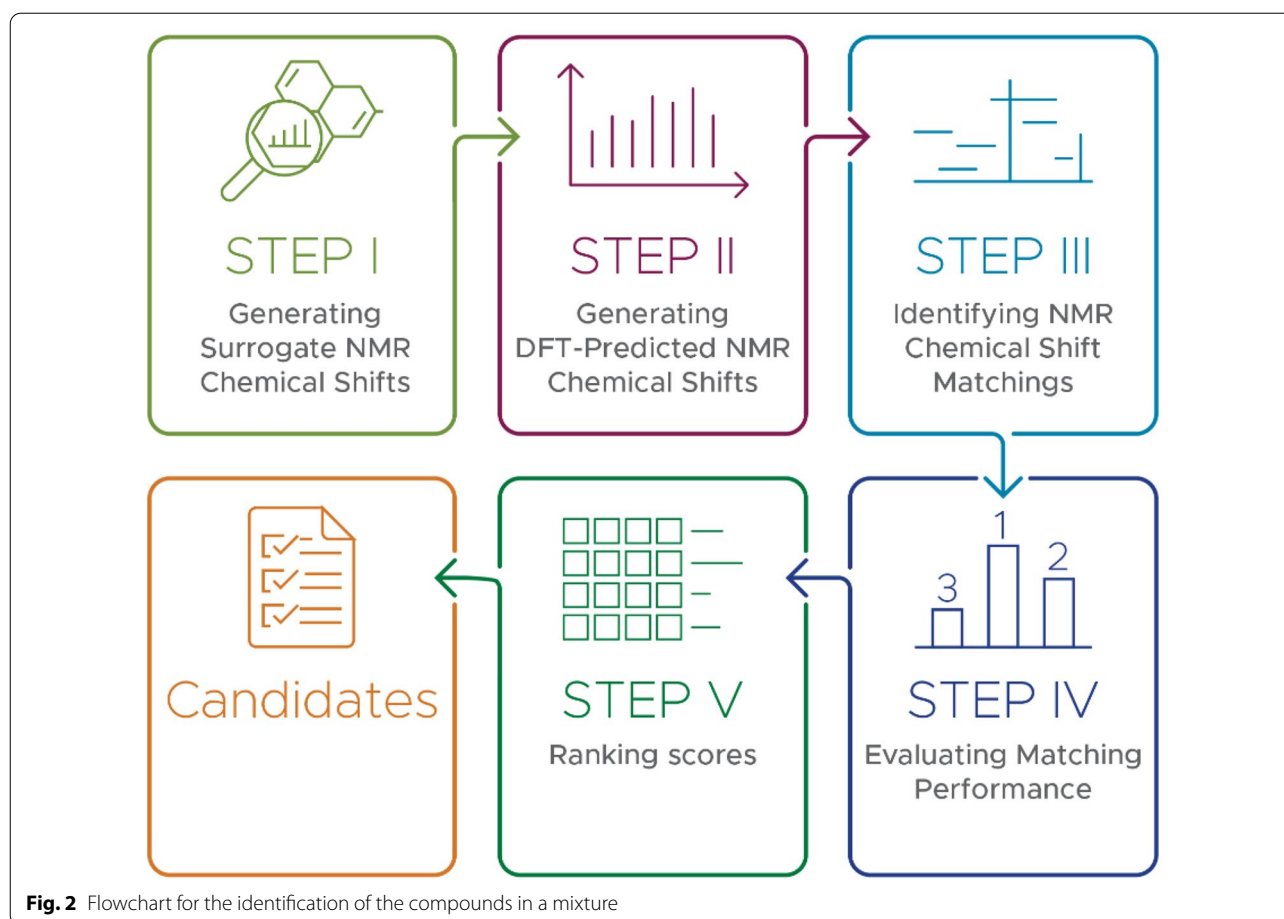 STEP I
Generating
Surrogate NMR
Chemical Shifts
STEP II
Generating
DFT-Predicted NMR
Chemical Shifts
STEP III
Identifying NMR
Chemical Shift
Matchings
3
1
2
STEP IV
Evaluating Matching
Performance
STEP V
Ranking scores
Candidates
Fig. 2 Flowchart for the identification of the compounds in a mixture